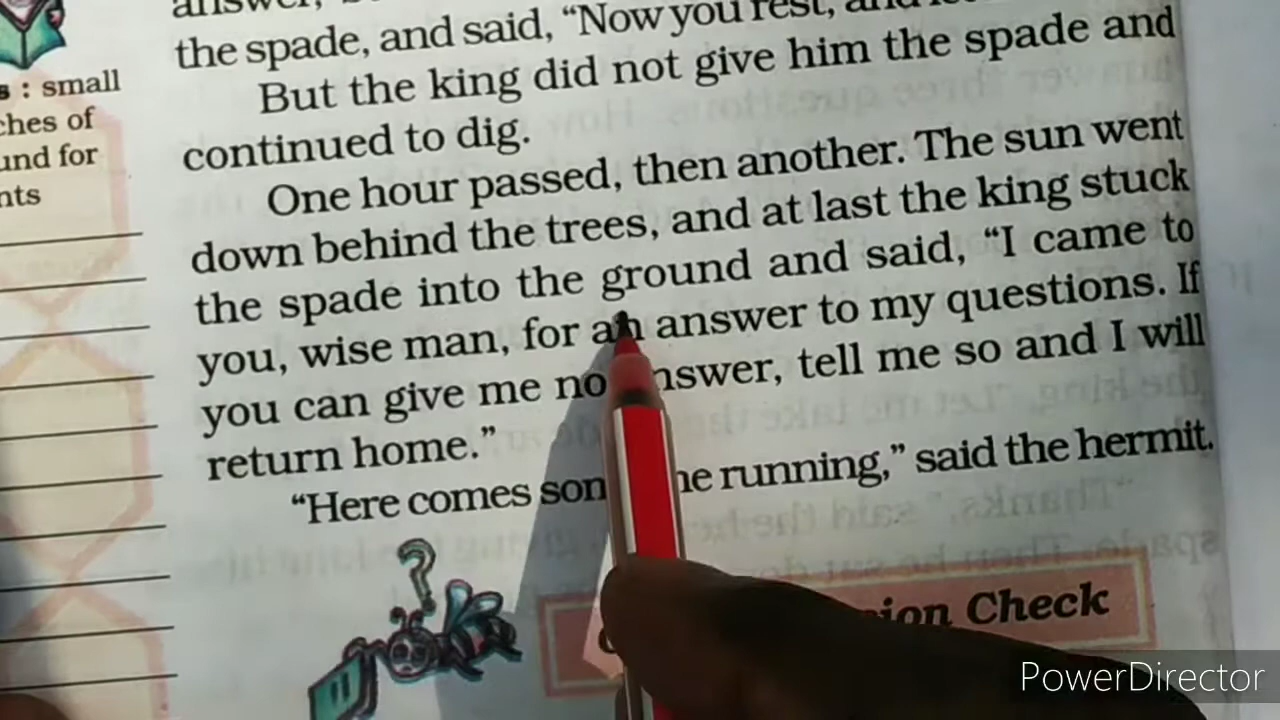 the spade, and said, "Now you rest, and
But the king did not give him the spade and
continued to dig.
One hour passed, then another. The sun went
down behind the trees, and at last the king stuck
the spade into the ground and said, "I came to
you, wise man, for an answer to my questions. If
you can give me no answer, tell me so and I will
return home."
"Here comes someone running," said the hermit.
: small
ches of
und for
nts
Check
PowerDirector